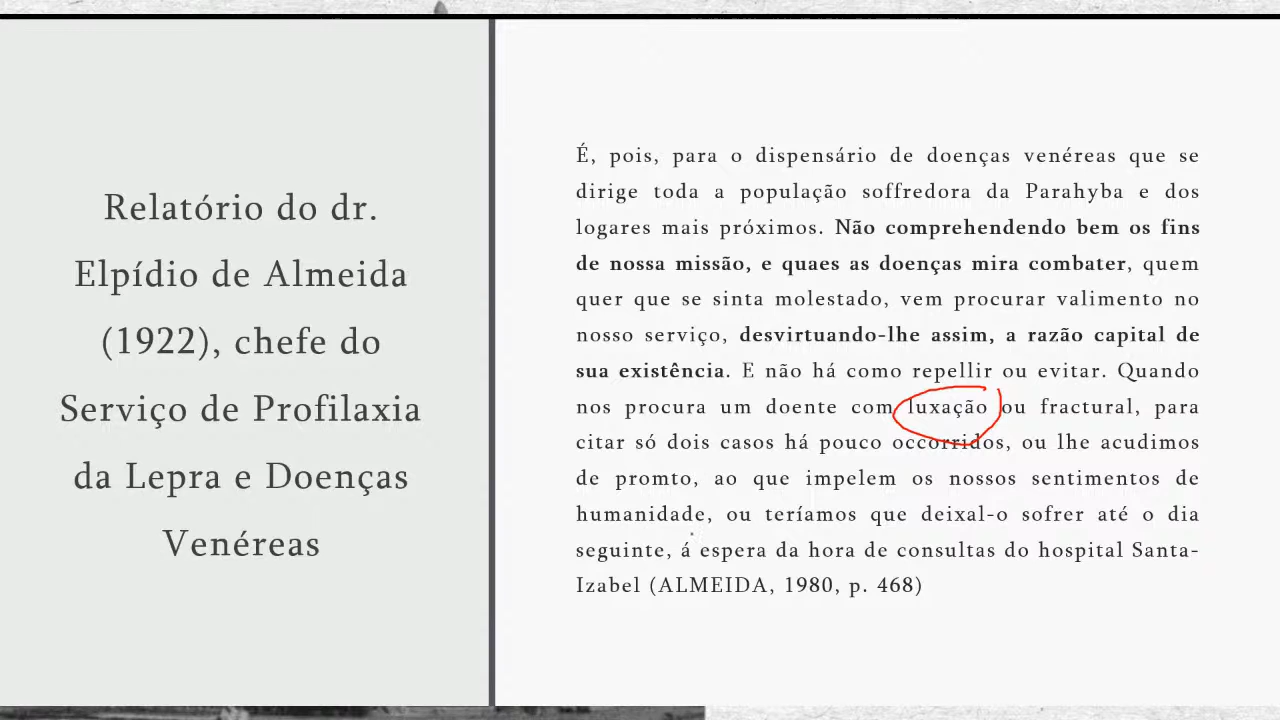 Relatório do dr.
Elpídio de Almeida
(1922), chefe do
Serviço de Profilaxia
da Lepra e Doenças
Venéreas
É, pois, para o dispensário de doenças venéreas que se
dirige toda a população soffredora da Parahyba e dos
logares mais próximos. Não comprehendendo bem os fins
de nossa missão, e quaes as doenças mira combater, quem
quer que se sinta molestado, vem procurar valimento no
nosso serviço, desvirtuando-lhe assim, a razão capital de
sua existência. E não há como repellir ou evitar. Quando
nos procura um doente com luxação ou fractural, para
citar só dois casos há pouco occorridos, ou lhe acudimos
de promto, ao que impelem os nossos sentimentos de
humanidade, ou teríamos que deixal-o sofrer até o dia
seguinte, á espera da hora de consultas do hospital Santa-
Izabel (ALMEIDA, 1980, p. 468)